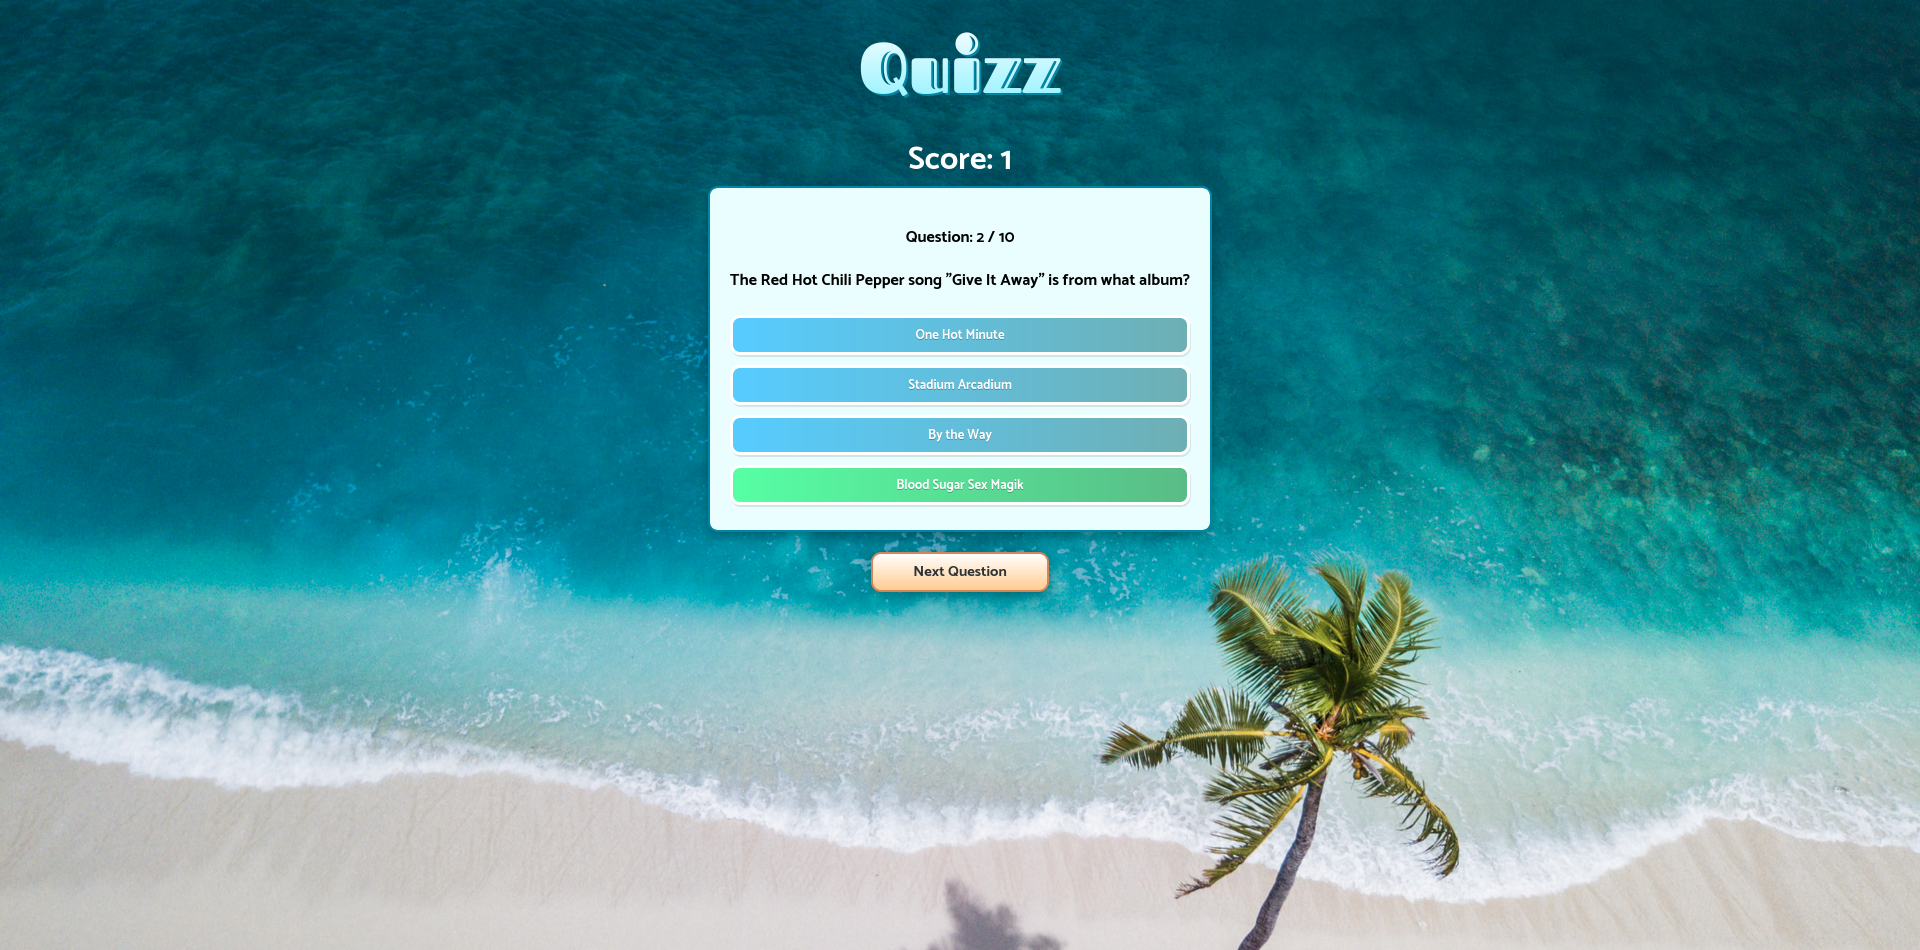 Quizz
Score: 1
Question: 2 / 10
The Red Hot Chili Pepper song ”Give It Away” is from what album?
One Hot Minute
Stadium Arcadium
By the Way
Blood Sugar Sex Magik
Next Question